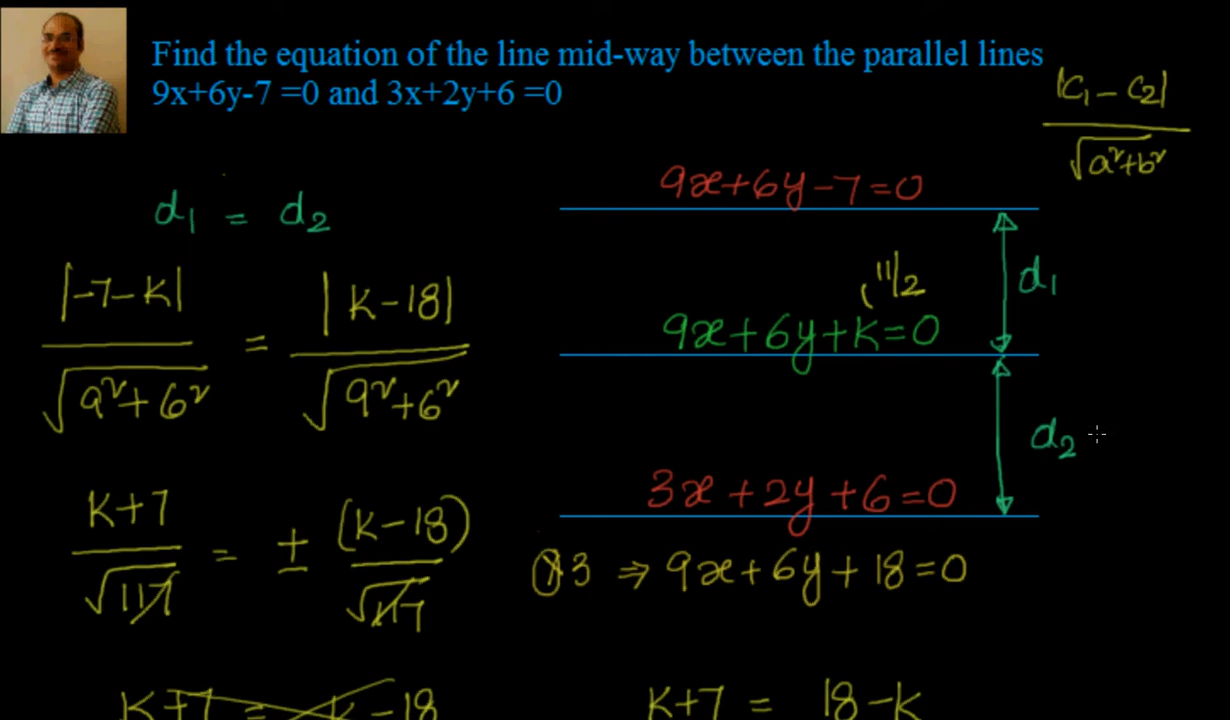 Find the equation of the line mid-way between the parallel lines
9x+6y-7 =0 and 3x+2y+6 =0
|C₁ - C₂|
√a²+b²
d₁ = d₂
|-7-K| / √9²+6² = |K-18| / √9²+6²
K+7 / √117 = ± (K-18) / √117
K+7 = K-18
9x+6y-7=0
d₁
11/2
9x+6y+K=0
d₂
3x+2y+6=0
×3 ⇒ 9x+6y+18=0
K+7 = 18-K